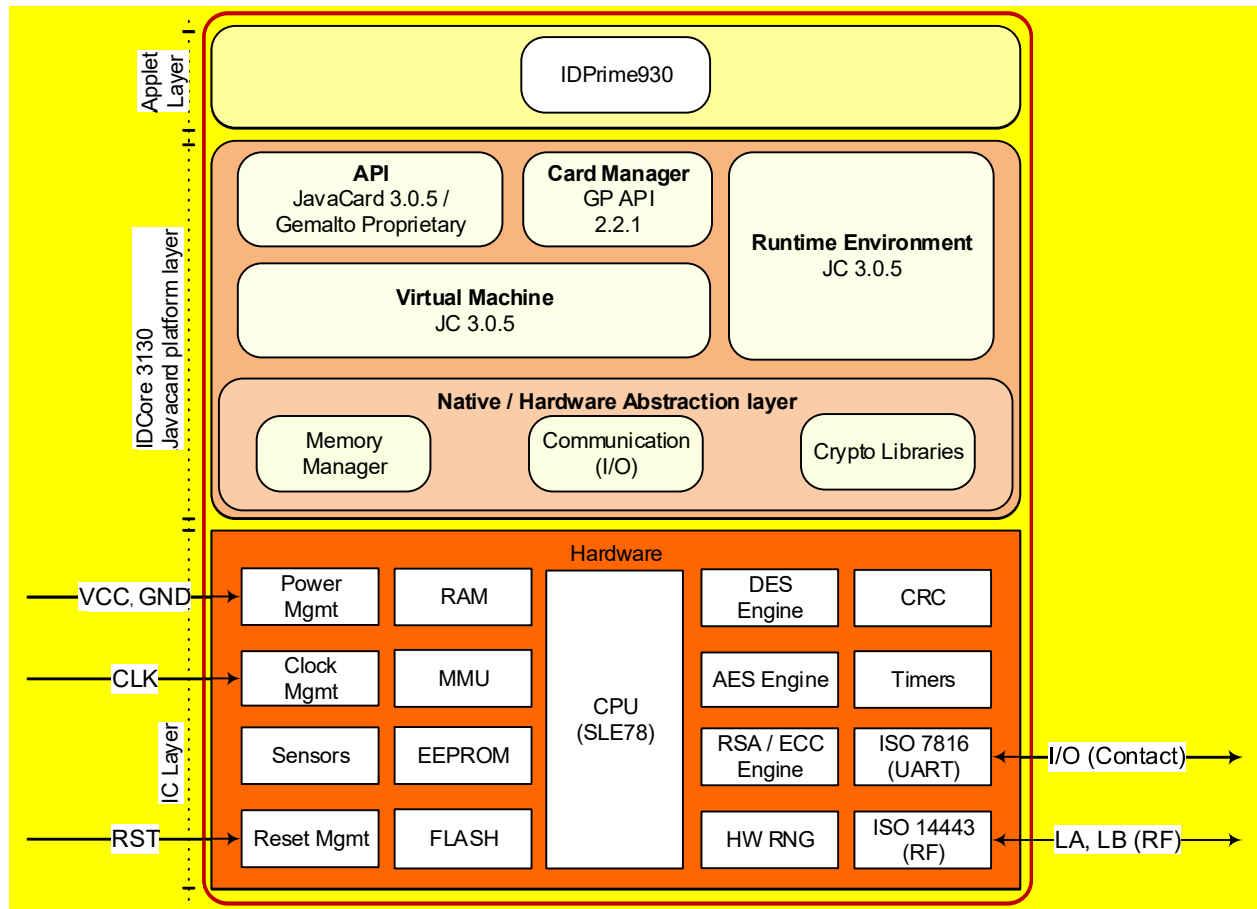 Applet
Layer
IDPrime930
IDCore 3130
Javacard platform layer
API
JavaCard 3.0.5 /
Gemalto Proprietary
Card Manager
GP API
2.2.1
Runtime Environment
JC 3.0.5
Virtual Machine
JC 3.0.5
Native / Hardware Abstraction layer
Memory
Manager
Communication
(I/O)
Crypto Libraries
IC Layer
Hardware
VCC, GND
Power
Mgmt
RAM
CPU
(SLE78)
DES
Engine
CRC
CLK
Clock
Mgmt
MMU
AES Engine
Timers
Sensors
EEPROM
RSA / ECC
Engine
ISO 7816
(UART)
I/O (Contact)
RST
Reset Mgmt
FLASH
HW RNG
ISO 14443
(RF)
LA, LB (RF)